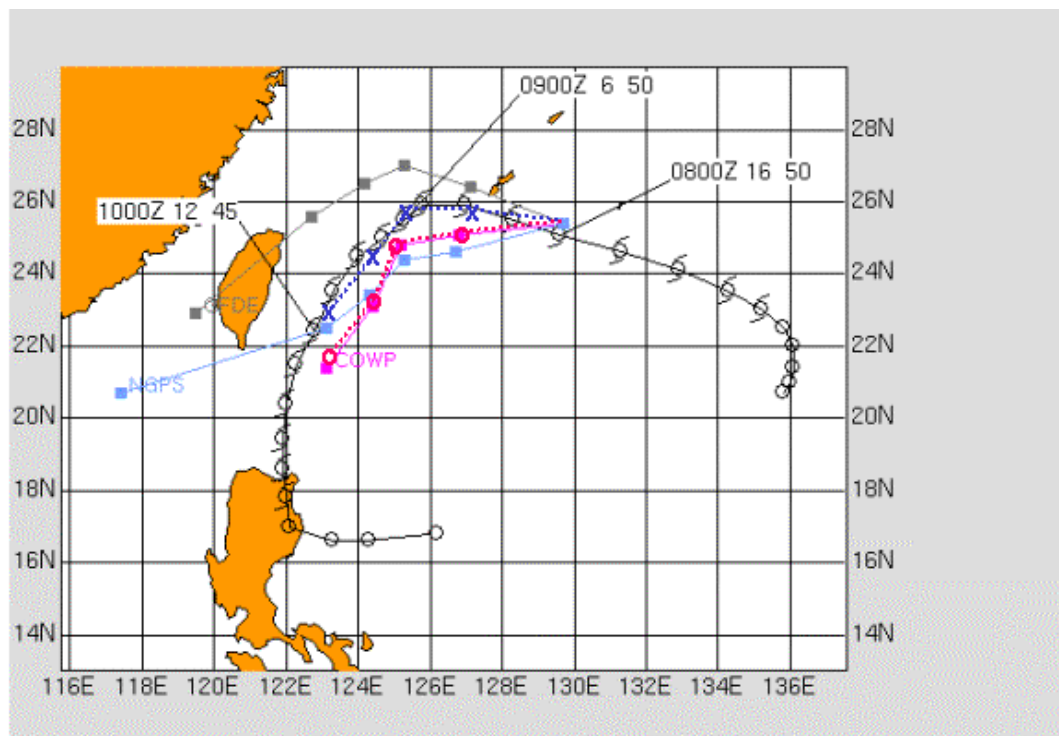 0900Z 6 50
28N 28N
0800Z 16 50
26N 26N
1000Z 12 45
24N 24N
GFDE
22N 22N
COWP
NGPS
20N 20N
18N 18N
16N 16N
14N 14N
116E 118E 120E 122E 124E 126E 128E 130E 132E 134E 136E